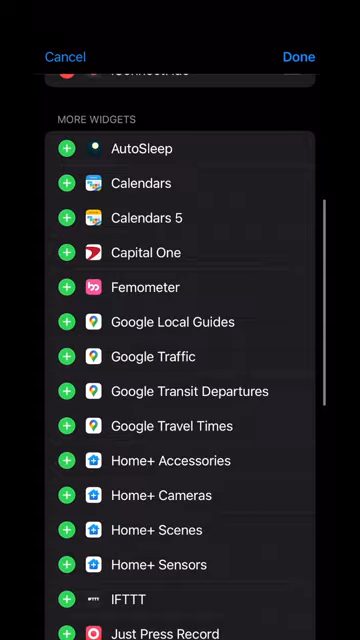 Cancel
Done
MORE WIDGETS
AutoSleep
Calendars
Calendars 5
Capital One
Femometer
Google Local Guides
Google Traffic
Google Transit Departures
Google Travel Times
Home+ Accessories
Home+ Cameras
Home+ Scenes
Home+ Sensors
IFTTT
Just Press Record